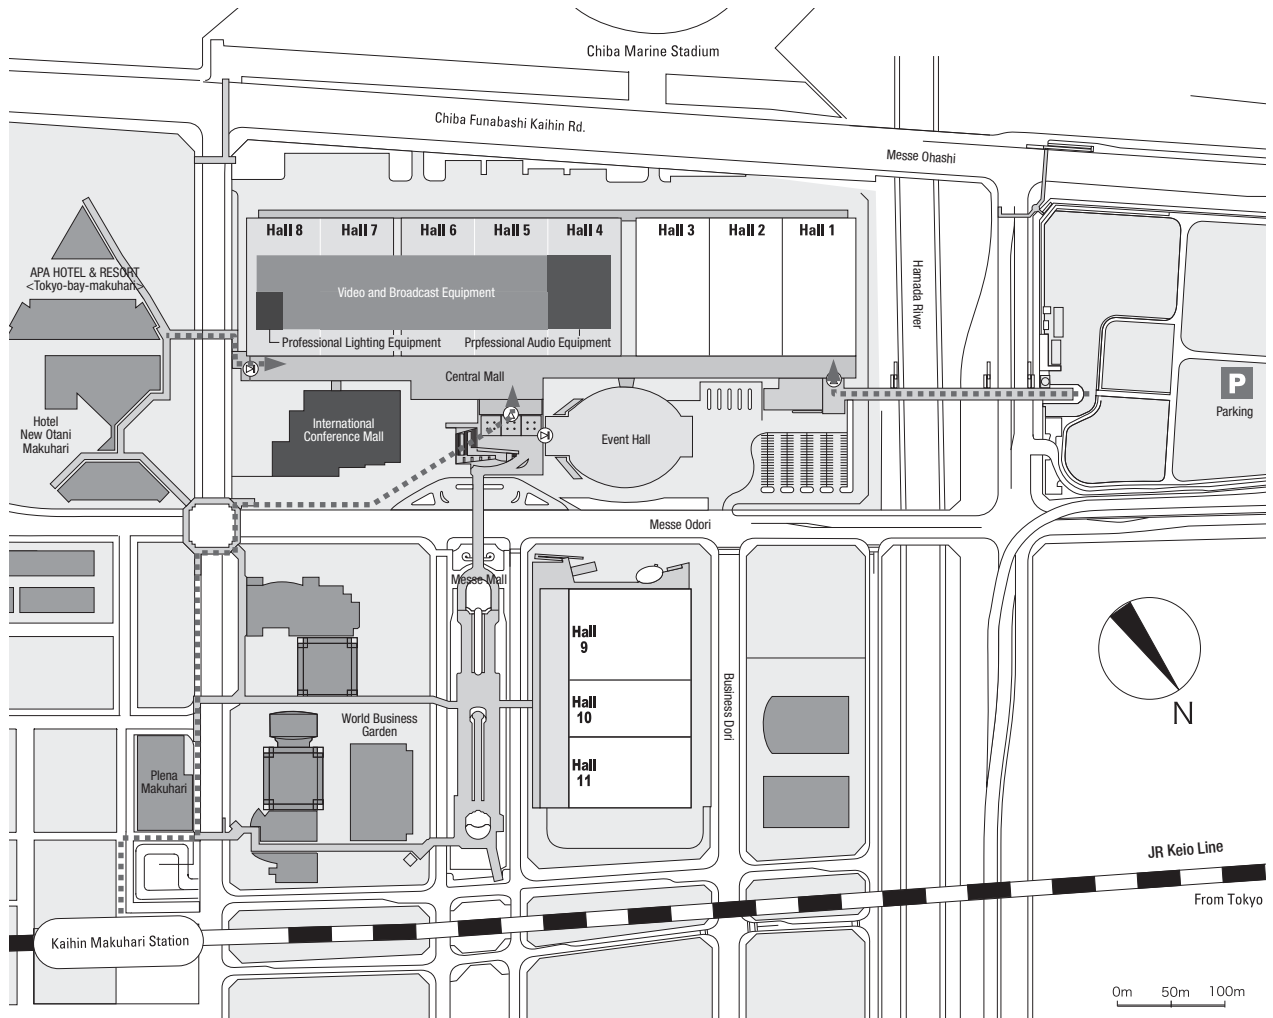 Chiba Marine Stadium
Chiba Funabashi Kaihin Rd.
Messe Ohashi
Hall 8
Hall 7
Hall 6
Hall 5
Hall 4
Hall 3
Hall 2
Hall 1
APA HOTEL & RESORT
<Tokyo-bay-makuhari>
Video and Broadcast Equipment
Hamada River
Professional Lighting Equipment
Prpfessional Audio Equipment
Central Mall
P
Parking
Hotel
New Otani
Makuhari
International
Conference Mall
Event Hall
Messe Odori
Messe Mall
Hall
9
Hall
10
Hall
11
Business Dori
N
World Business
Garden
Plena
Makuhari
JR Keio Line
From Tokyo
Kaihin Makuhari Station
0m
50m
100m